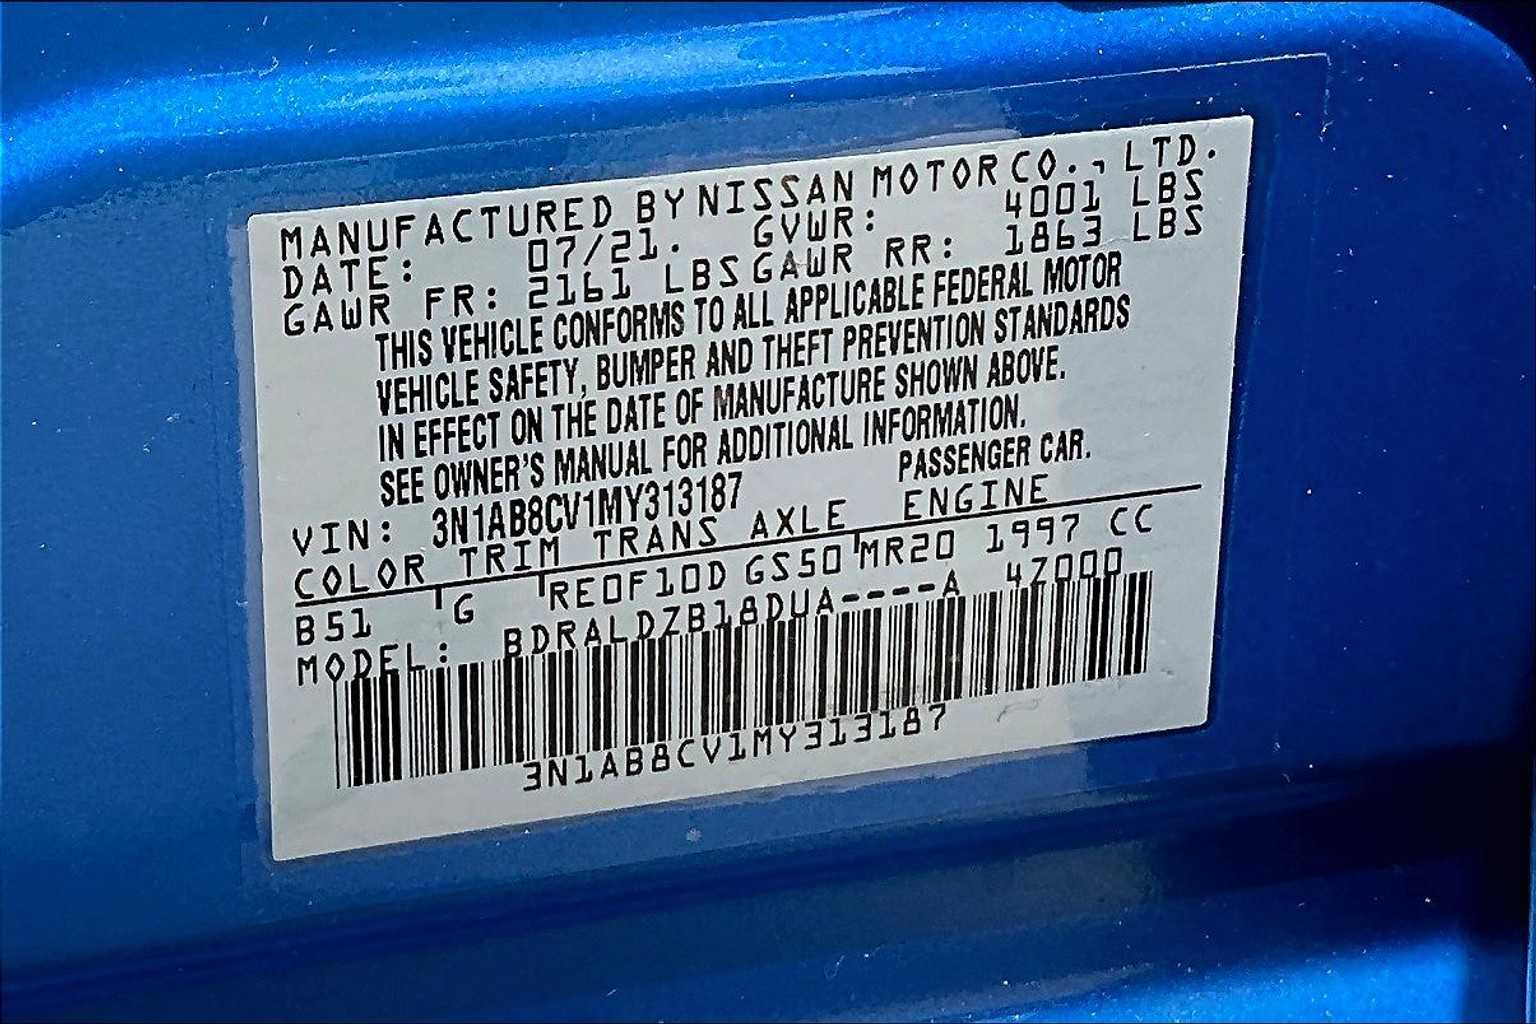 MANUFACTURED BY NISSAN MOTOR CO., LTD.
DATE: 07/21. GVWR: 4001 LBS
GAWR FR: 2161 LBS GAWR RR: 1863 LBS
THIS VEHICLE CONFORMS TO ALL APPLICABLE FEDERAL MOTOR
VEHICLE SAFETY, BUMPER AND THEFT PREVENTION STANDARDS
IN EFFECT ON THE DATE OF MANUFACTURE SHOWN ABOVE.
SEE OWNER'S MANUAL FOR ADDITIONAL INFORMATION.
VIN: 3N1AB8CV1MY313187 PASSENGER CAR.
COLOR TRIM TRANS AXLE ENGINE
B51 G RE0F10D GS50 MR20 1997 CC
MODEL: BDRALDZB18DUA----A 4Z000
3N1AB8CV1MY313187